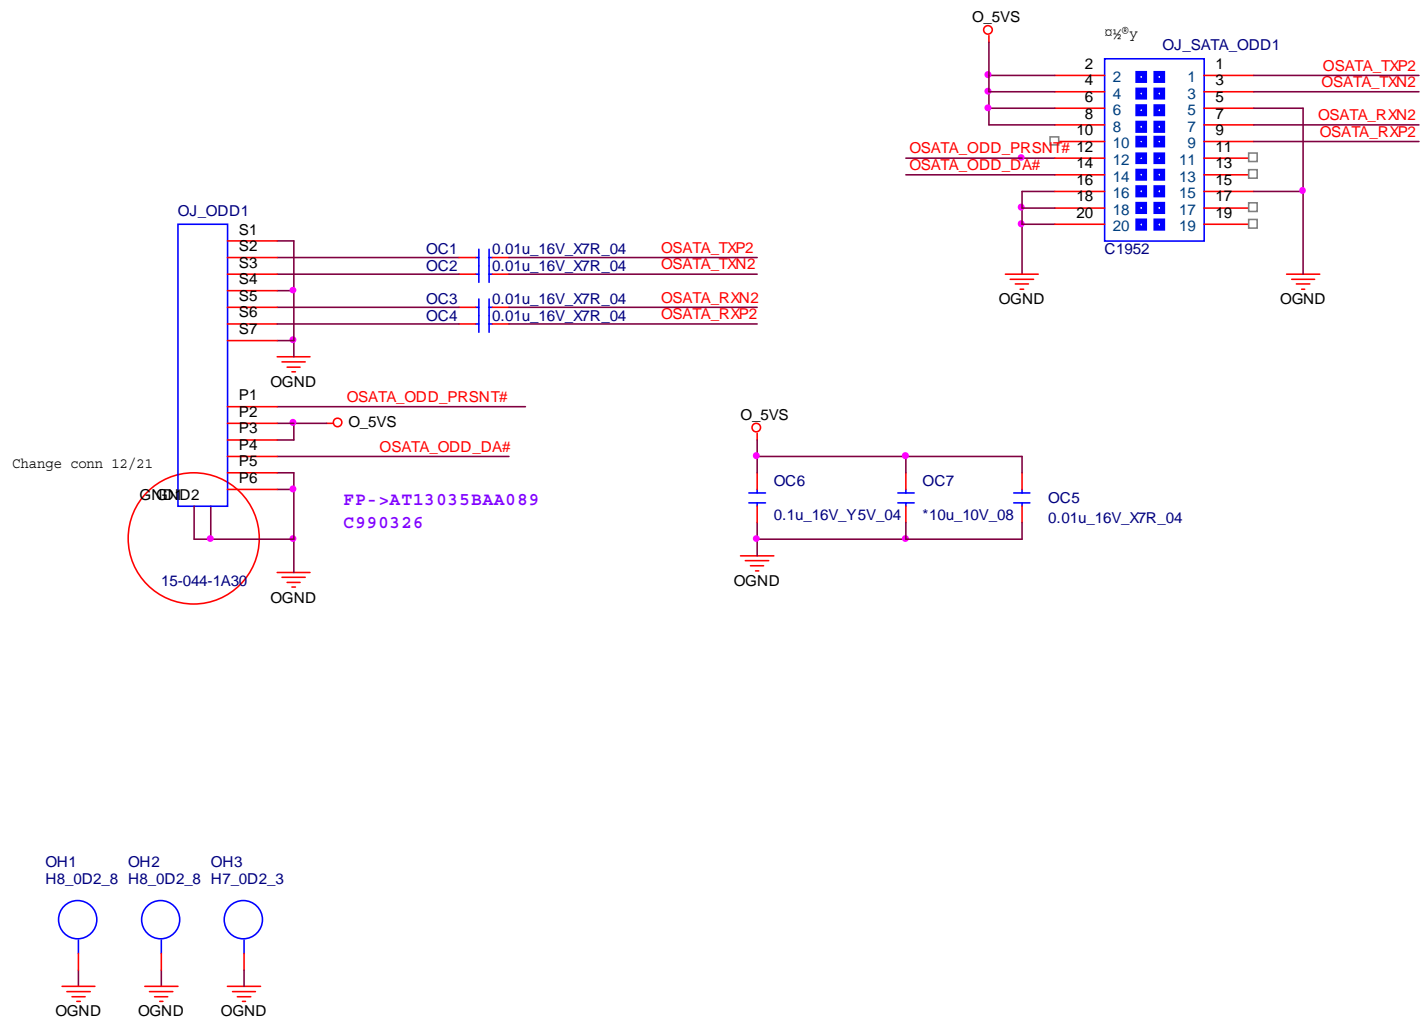 O_5VS
¤½®y
OJ_SATA_ODD1
2
4
6
8
10
12
14
16
18
20
2
4
6
8
10
12
14
16
18
20
1
3
5
7
9
11
13
15
17
19
1
3
5
7
9
11
13
15
17
19
OSATA_TXP2
OSATA_TXN2
OSATA_RXN2
OSATA_RXP2
OSATA_ODD_PRSNT#
OSATA_ODD_DA#
C1952
OGND
OGND
OJ_ODD1
S1
S2
S3
S4
S5
S6
S7
OC1 0.01u_16V_X7R_04 OSATA_TXP2
OC2 0.01u_16V_X7R_04 OSATA_TXN2
OC3 0.01u_16V_X7R_04 OSATA_RXN2
OC4 0.01u_16V_X7R_04 OSATA_RXP2
OGND
P1
P2
P3
P4
P5
P6
OSATA_ODD_PRSNT#
O_5VS
OSATA_ODD_DA#
Change conn 12/21
GND2
15-044-1A30
OGND
FP->AT13035BAA089
C990326
O_5VS
OC6
0.1u_16V_Y5V_04
OC7
*10u_10V_08
OC5
0.01u_16V_X7R_04
OGND
OH1 OH2 OH3
H8_0D2_8 H8_0D2_8 H7_0D2_3
OGND OGND OGND